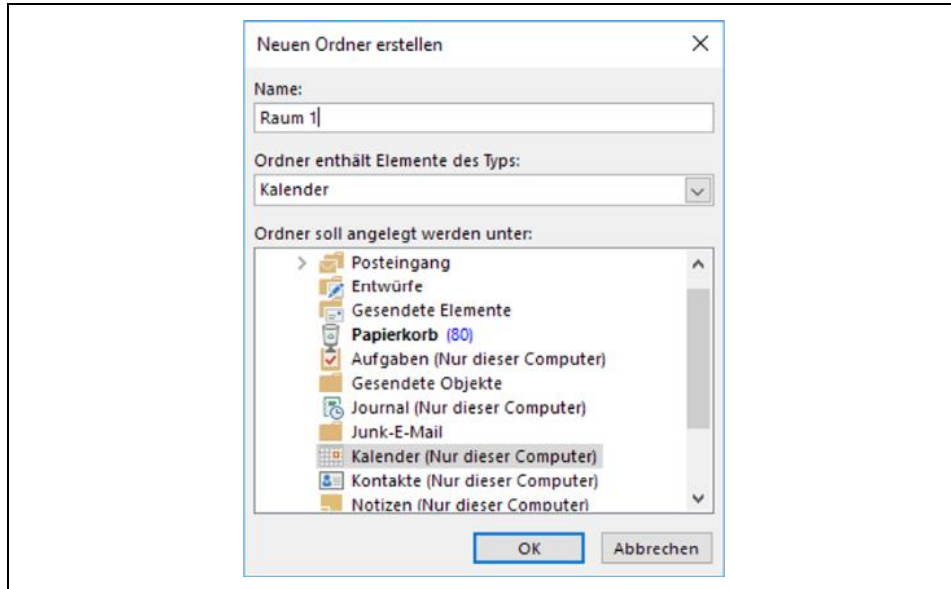 Neuen Ordner erstellen
Name:
Raum 1
Ordner enthält Elemente des Typs:
Kalender
Ordner soll angelegt werden unter:
Posteingang
Entwürfe
Gesendete Elemente
Papierkorb (80)
Aufgaben (Nur dieser Computer)
Gesendete Objekte
Journal (Nur dieser Computer)
Junk-E-Mail
Kalender (Nur dieser Computer)
Kontakte (Nur dieser Computer)
Notizen (Nur dieser Computer)
OK Abbrechen